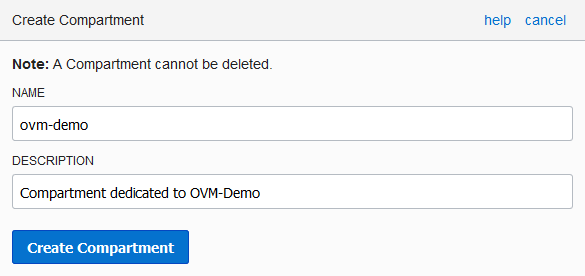 Create Compartment help cancel
Note: A Compartment cannot be deleted.
NAME
ovm-demo
DESCRIPTION
Compartment dedicated to OVM-Demo
Create Compartment